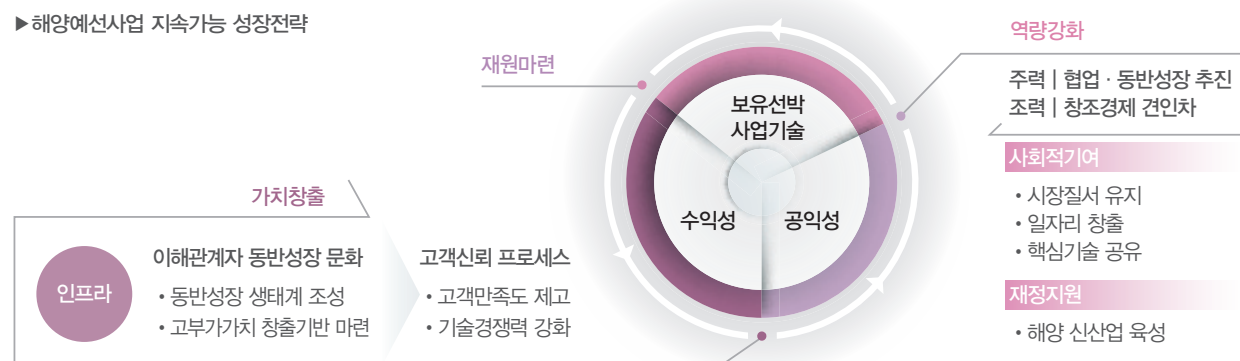 ▶해양예선사업 지속가능 성장전략
재원마련
보유선박
사업기술
수익성
공익성
역량강화
주력 | 협업 · 동반성장 추진
조력 | 창조경제 견인차
사회적기여
• 시장질서 유지
• 일자리 창출
• 핵심기술 공유
재정지원
• 해양 신산업 육성
가치창출
인프라
이해관계자 동반성장 문화
• 동반성장 생태계 조성
• 고부가가치 창출기반 마련
고객신뢰 프로세스
• 고객만족도 제고
• 기술경쟁력 강화